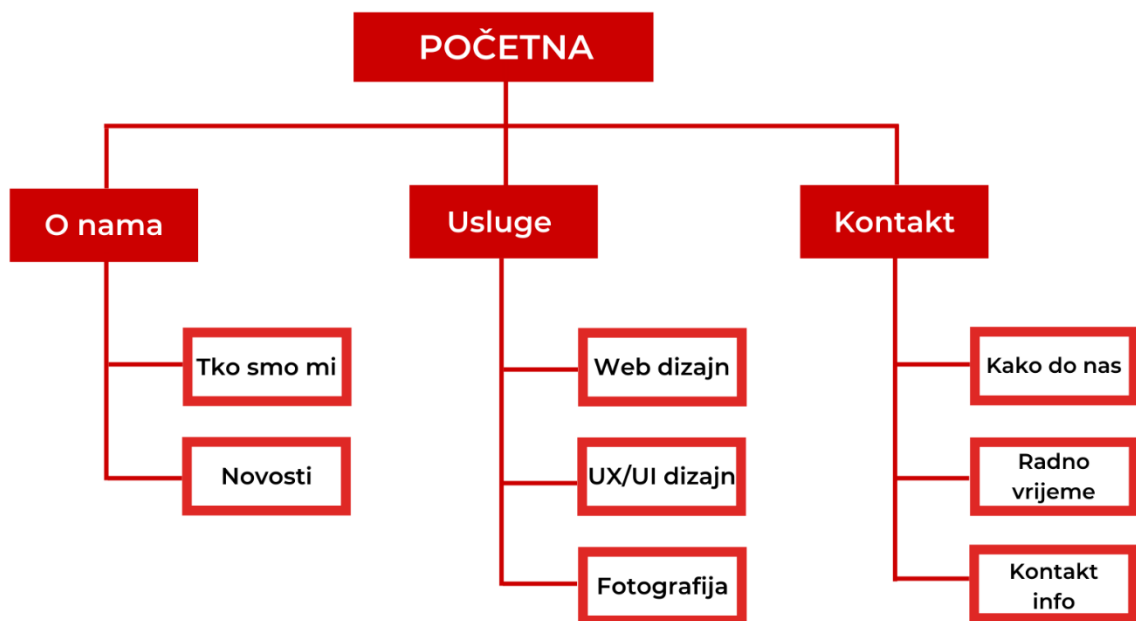 POČETNA
O nama
Usluge
Kontakt
Tko smo mi
Novosti
Web dizajn
UX/UI dizajn
Fotografija
Kako do nas
Radno
vrijeme
Kontakt
info